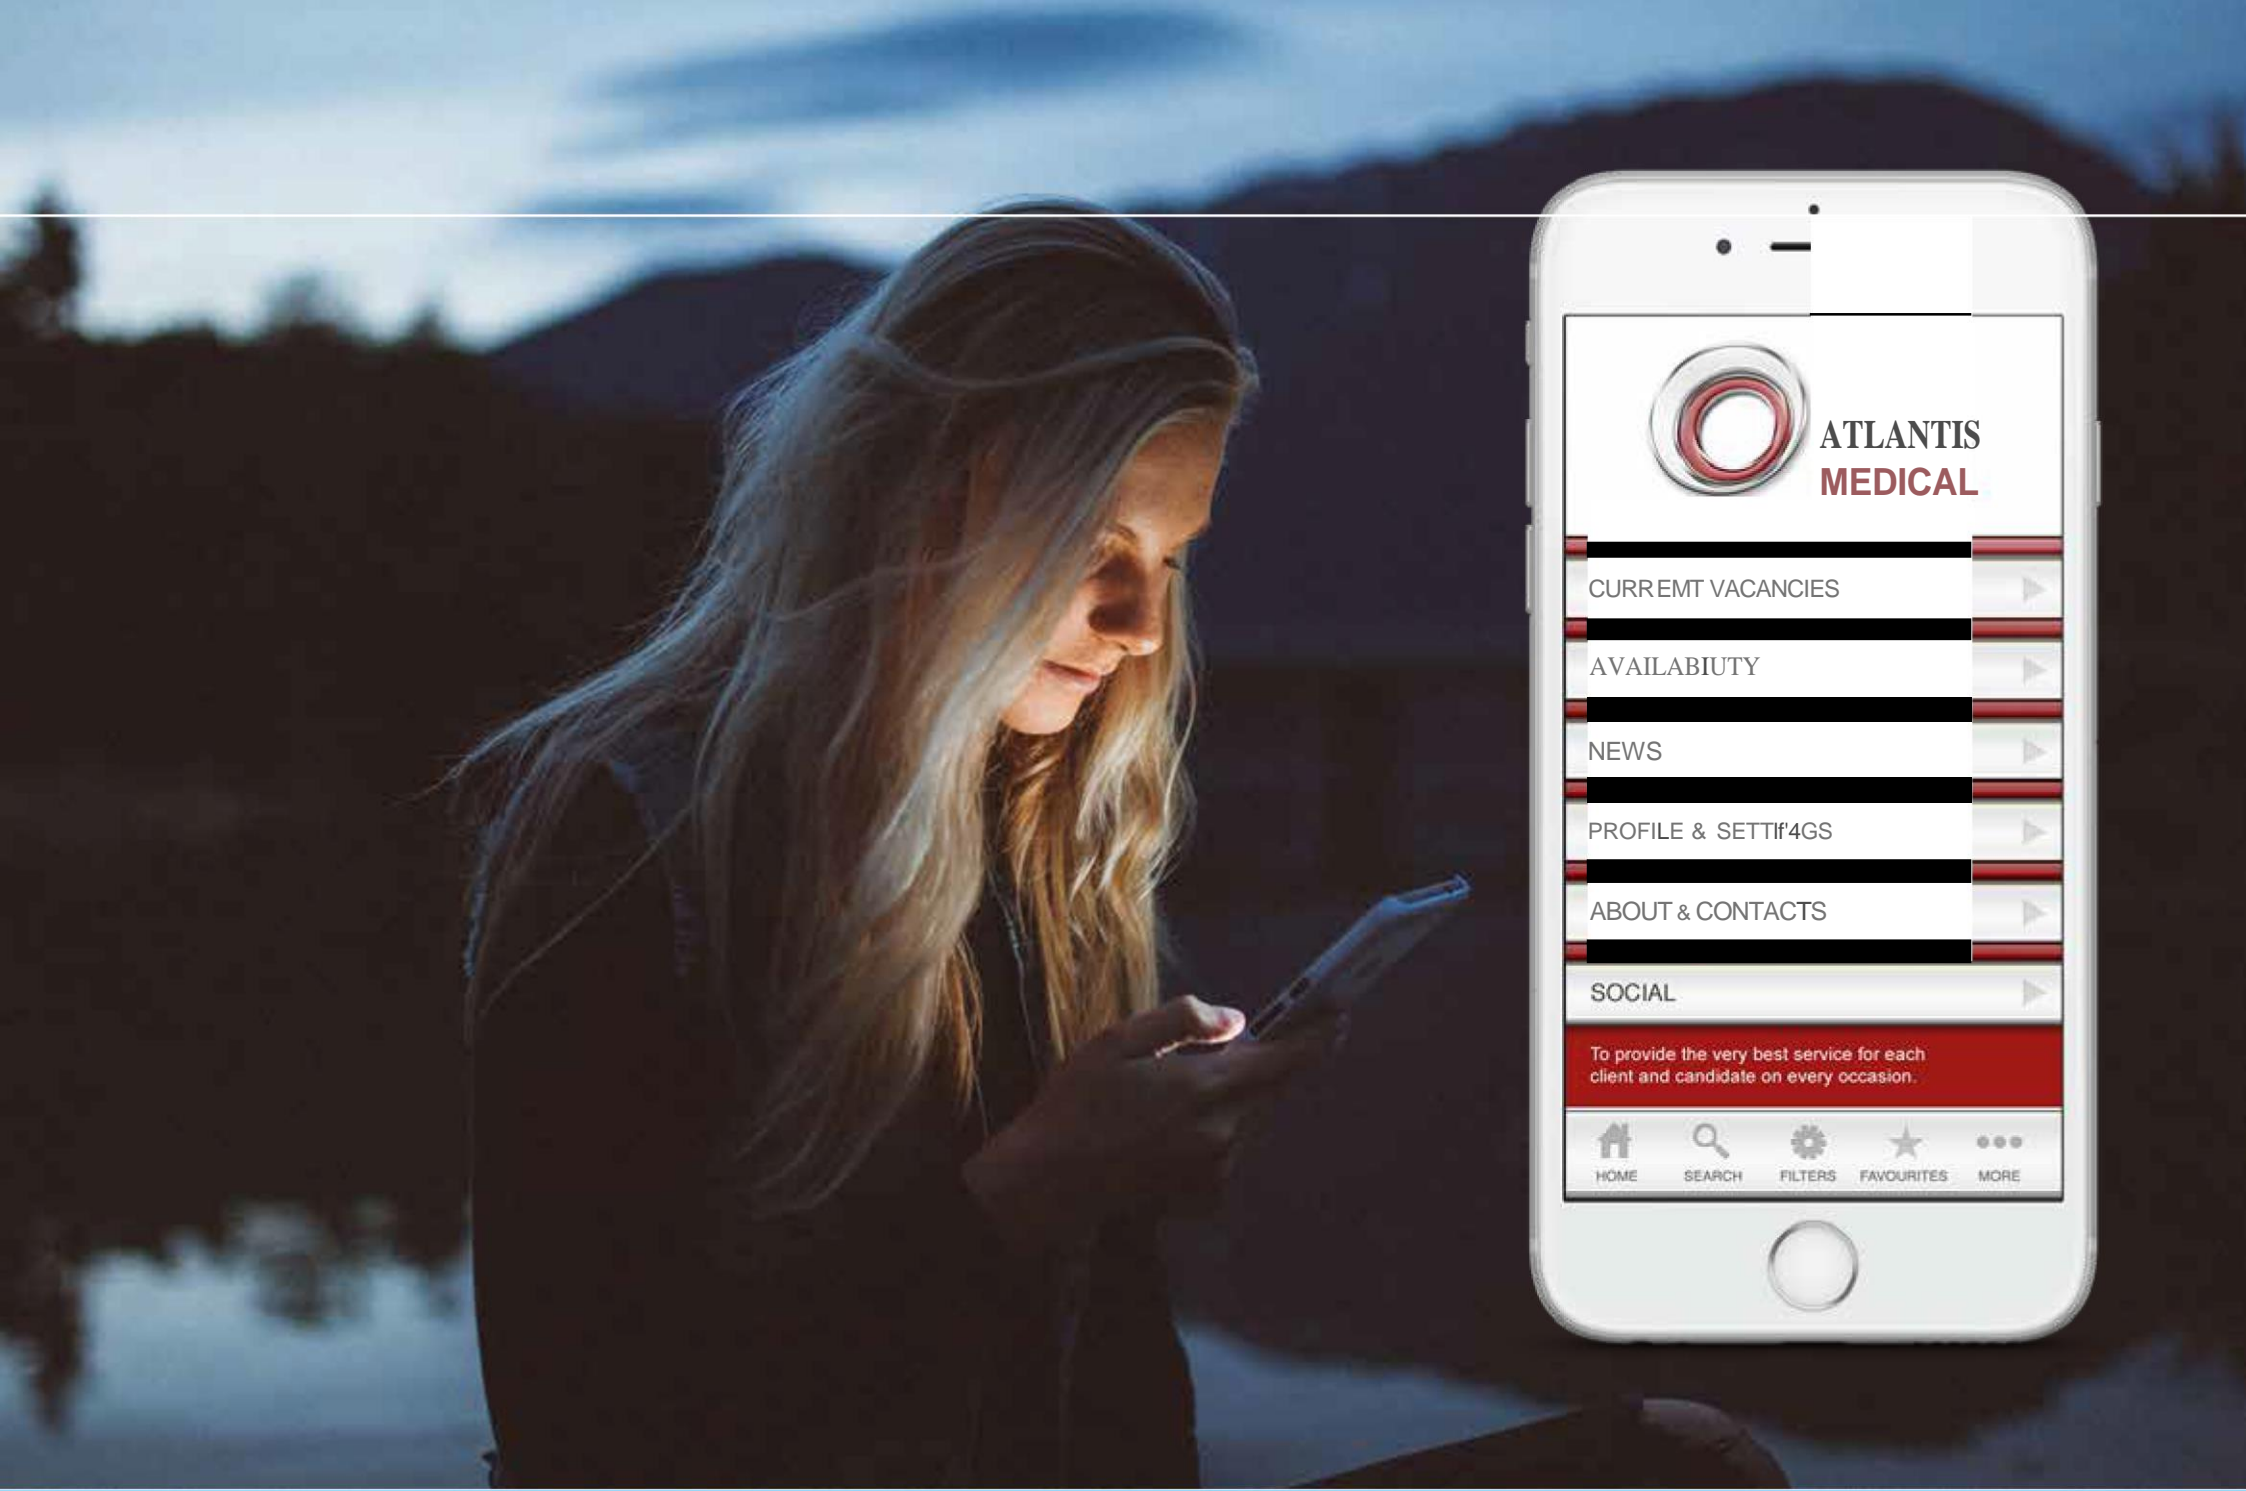 ATLANTIS
MEDICAL
CURREMT VACANCIES
AVAILABIUTY
NEWS
PROFILE & SETTIf'4GS
ABOUT & CONTACTS
SOCIAL
To provide the very best service for each
client and candidate on every occasion.
HOME SEARCH FILTERS FAVOURITES MORE